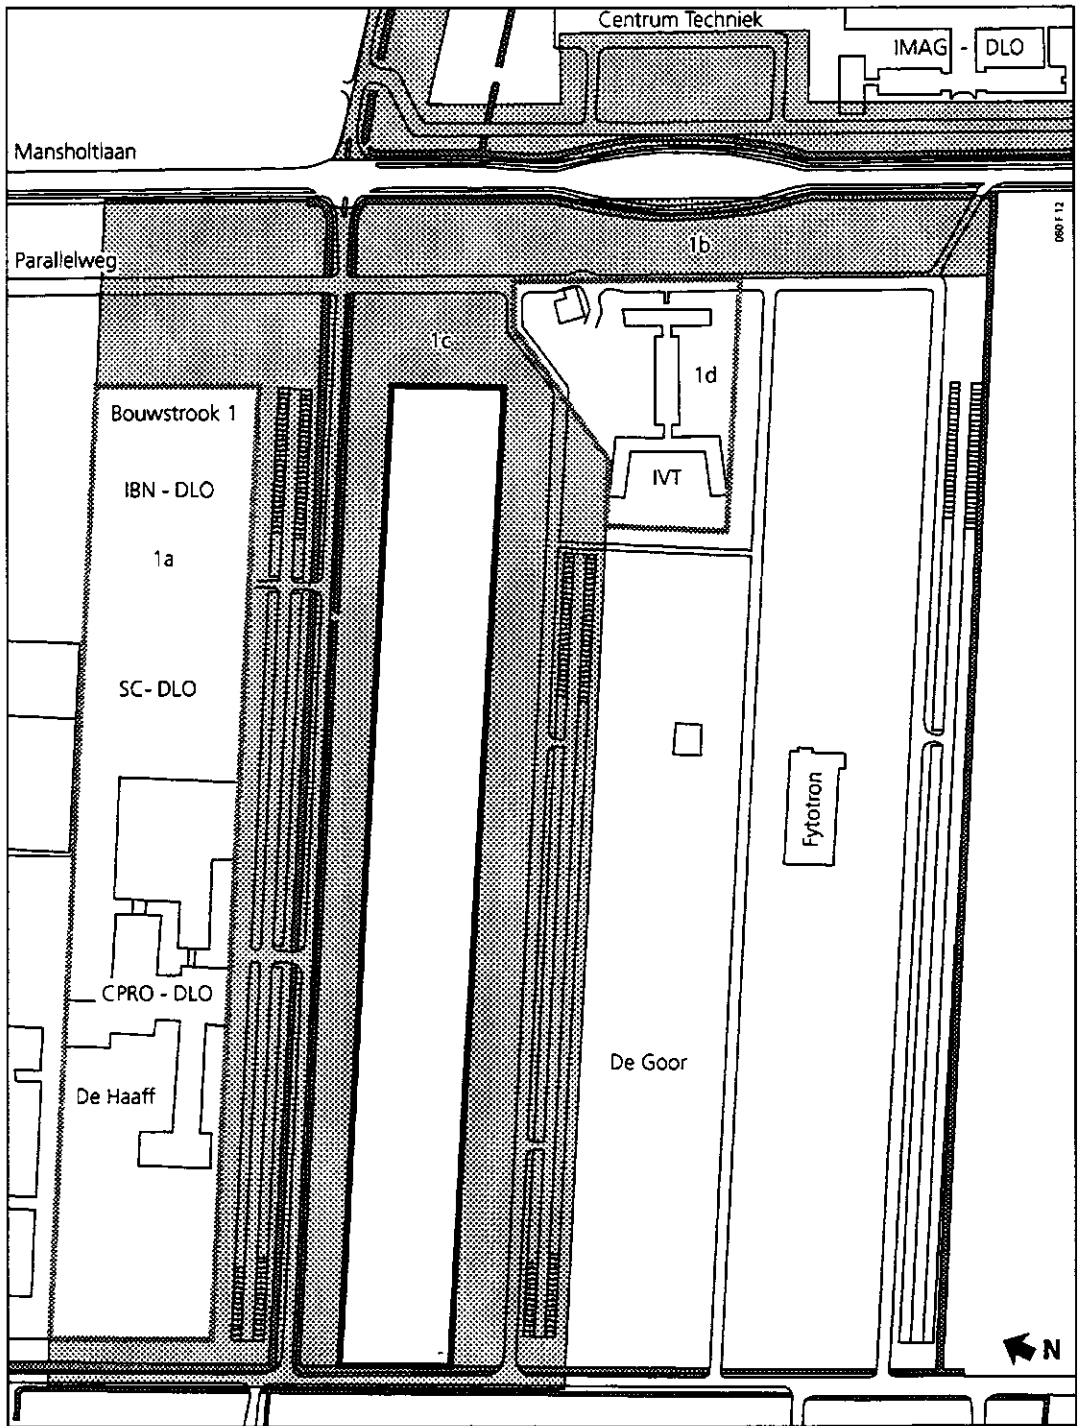 Centrum Techniek
IMAG - DLO
Mansholtlaan
080 F 12
1b
Parallelweg
1c
1d
Bouwstrook 1
IBN - DLO
IVT
1a
SC - DLO
Fytotron
CPRO - DLO
De Goor
De Haaff
N